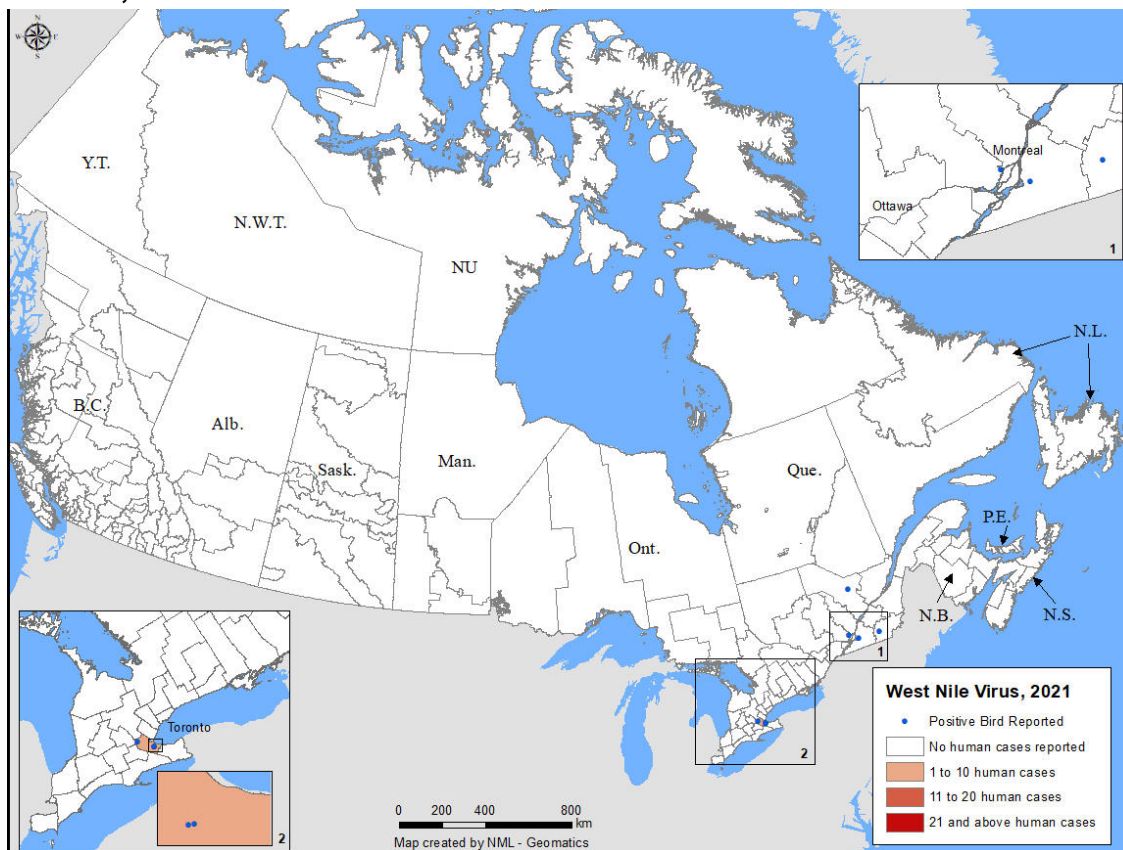 N
W E
S
Y.T.
N.W.T.
NU
Montreal
Ottawa
1
N.L.
B.C.
Alb.
Sask.
Man.
Que.
Ont.
P.E.
N.B.
N.S.
1
2
Toronto
2
0 200 400 800
km
Map created by NML - Geomatics
West Nile Virus, 2021
Positive Bird Reported
No human cases reported
1 to 10 human cases
11 to 20 human cases
21 and above human cases